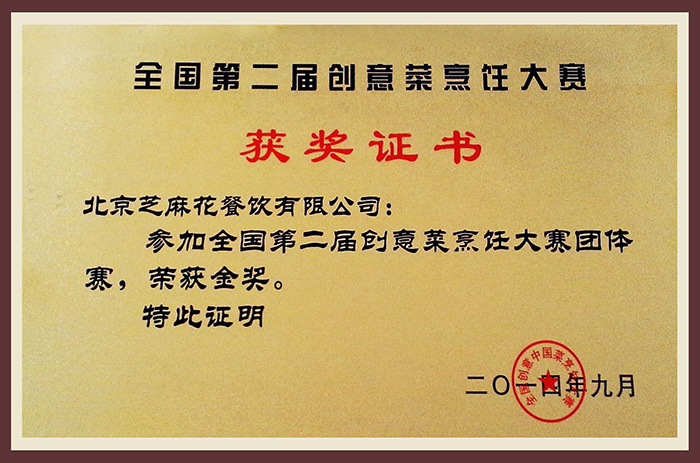 全国第二届创意菜烹饪大赛
获奖证书
北京芝麻花餐饮有限公司：
参加全国第二届创意菜烹饪大赛团体
赛，荣获金奖。
特此证明
二〇一四年九月